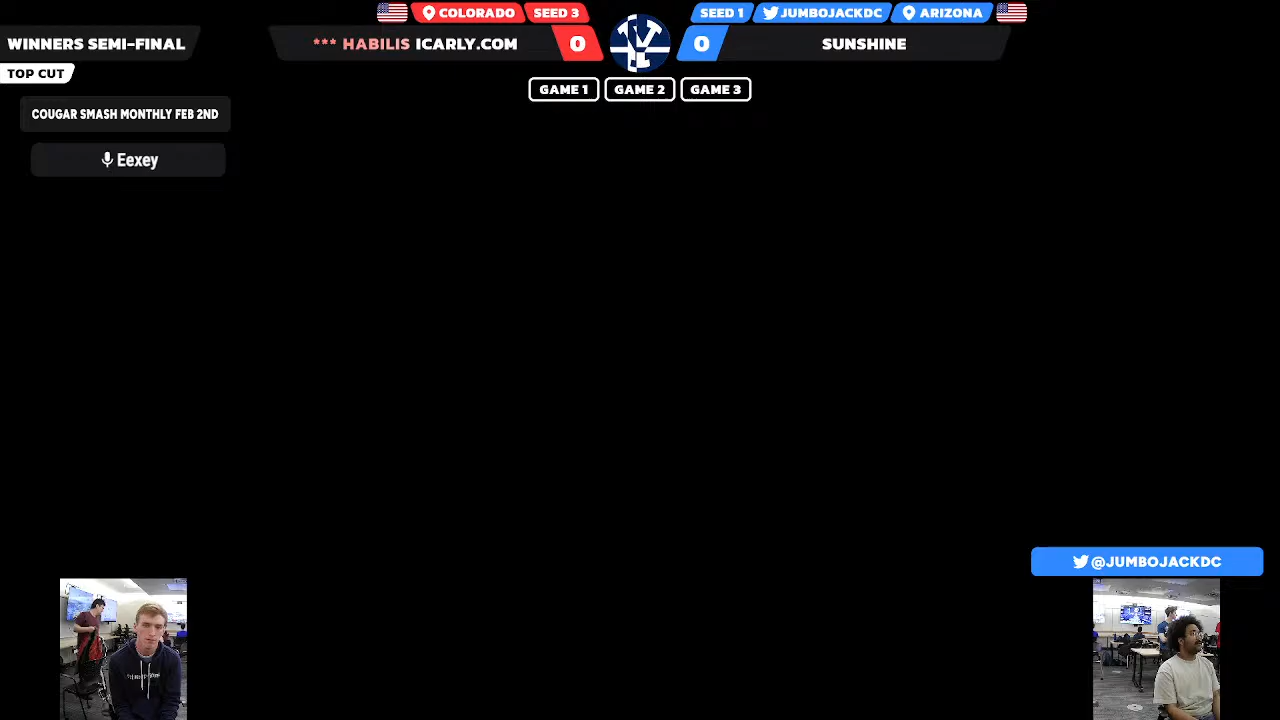 COLORADO SEED 3
SEED 1 JUMBOJACKDC ARIZONA
WINNERS SEMI-FINAL
*** HABILIS ICARLY.COM 0
0 SUNSHINE
TOP CUT
GAME 1 GAME 2 GAME 3
COUGAR SMASH MONTHLY FEB 2ND
Eexey
@JUMBOJACKDC